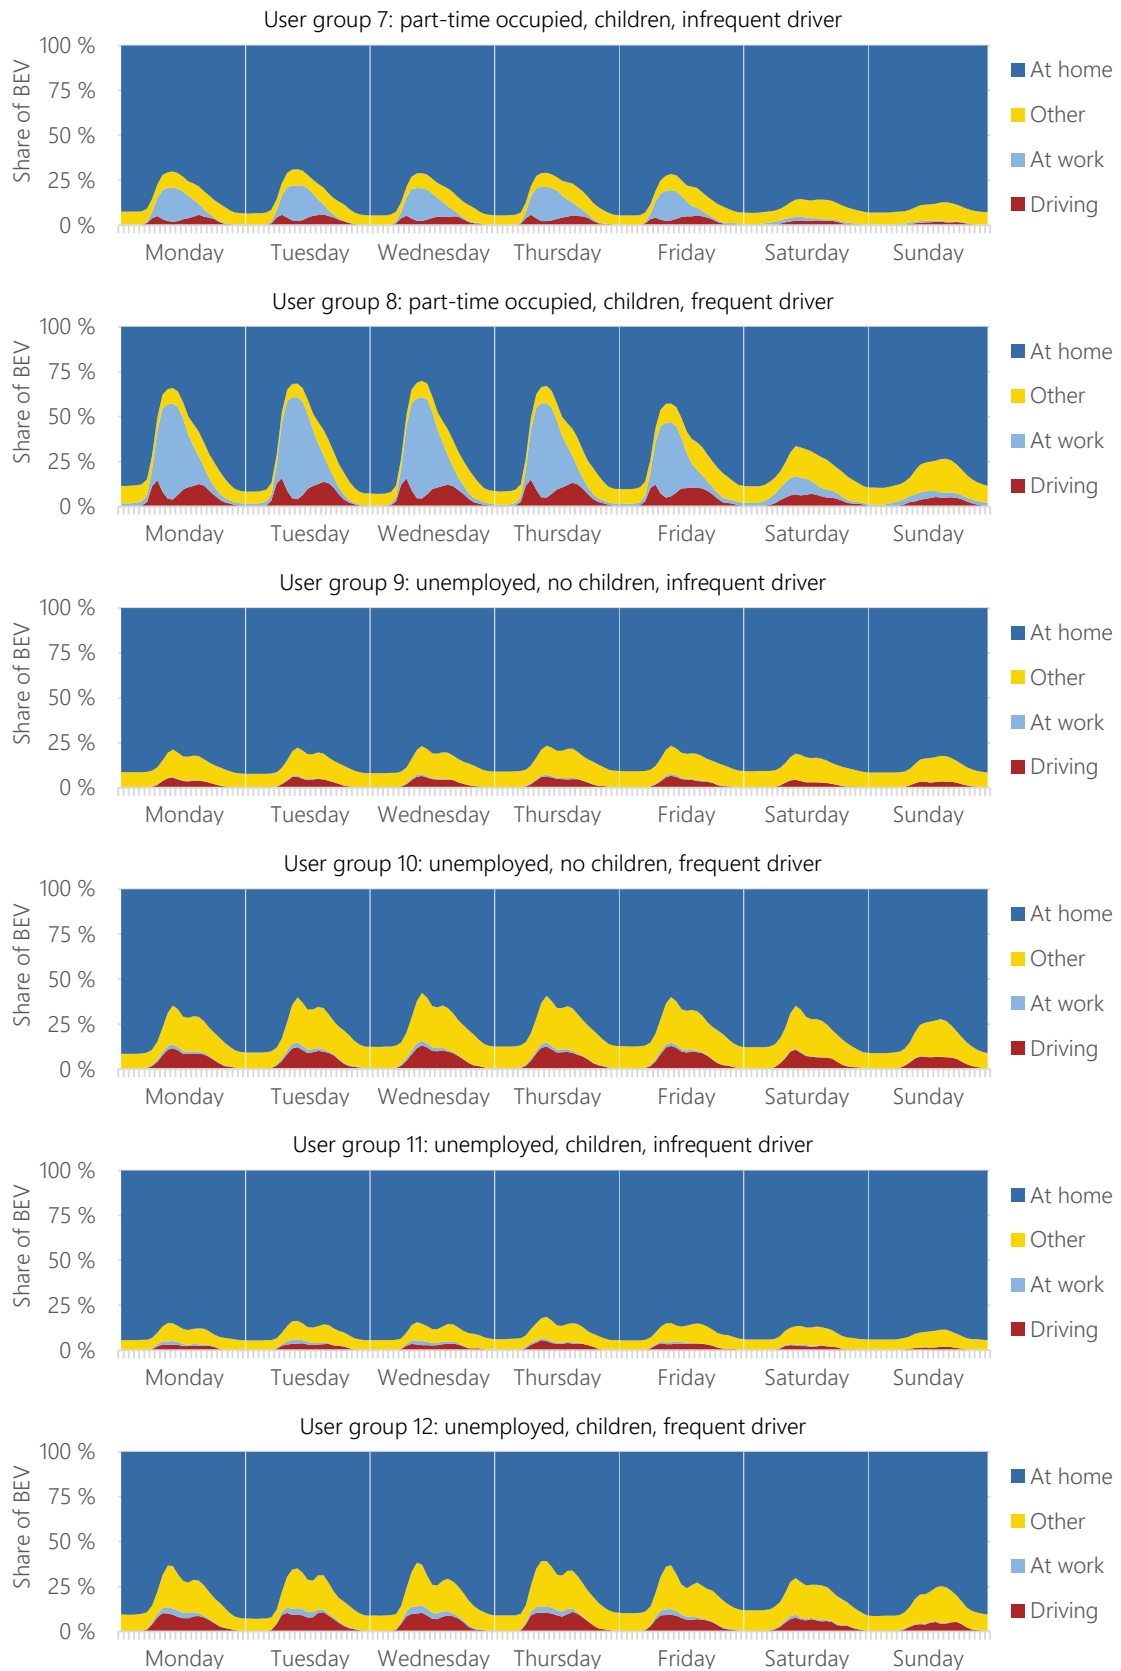 User group 7: part-time occupied, children, infrequent driver
Share of BEV
100 %
75 %
50 %
25 %
0 %
At home
Other
At work
Driving
Monday Tuesday Wednesday Thursday Friday Saturday Sunday
User group 8: part-time occupied, children, frequent driver
Share of BEV
100 %
75 %
50 %
25 %
0 %
At home
Other
At work
Driving
Monday Tuesday Wednesday Thursday Friday Saturday Sunday
User group 9: unemployed, no children, infrequent driver
Share of BEV
100 %
75 %
50 %
25 %
0 %
At home
Other
At work
Driving
Monday Tuesday Wednesday Thursday Friday Saturday Sunday
User group 10: unemployed, no children, frequent driver
Share of BEV
100 %
75 %
50 %
25 %
0 %
At home
Other
At work
Driving
Monday Tuesday Wednesday Thursday Friday Saturday Sunday
User group 11: unemployed, children, infrequent driver
Share of BEV
100 %
75 %
50 %
25 %
0 %
At home
Other
At work
Driving
Monday Tuesday Wednesday Thursday Friday Saturday Sunday
User group 12: unemployed, children, frequent driver
Share of BEV
100 %
75 %
50 %
25 %
0 %
At home
Other
At work
Driving
Monday Tuesday Wednesday Thursday Friday Saturday Sunday